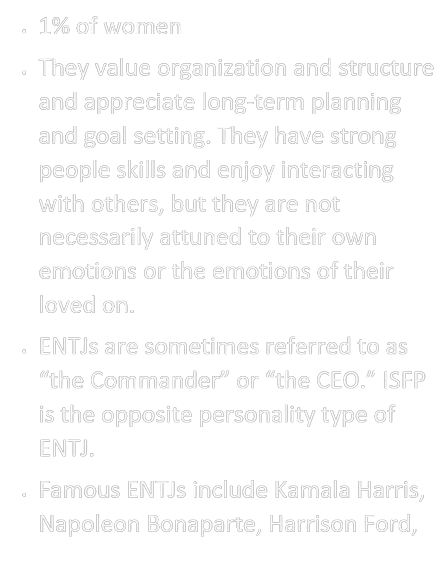 • 1% of women
• They value organization and structure
and appreciate long-term planning
and goal setting. They have strong
people skills and enjoy interacting
with others, but they are not
necessarily attuned to their own
emotions or the emotions of their
loved on.
• ENTJs are sometimes referred to as
“the Commander” or “the CEO.” ISFP
is the opposite personality type of
ENTJ.
• Famous ENTJs include Kamala Harris,
Napoleon Bonaparte, Harrison Ford,